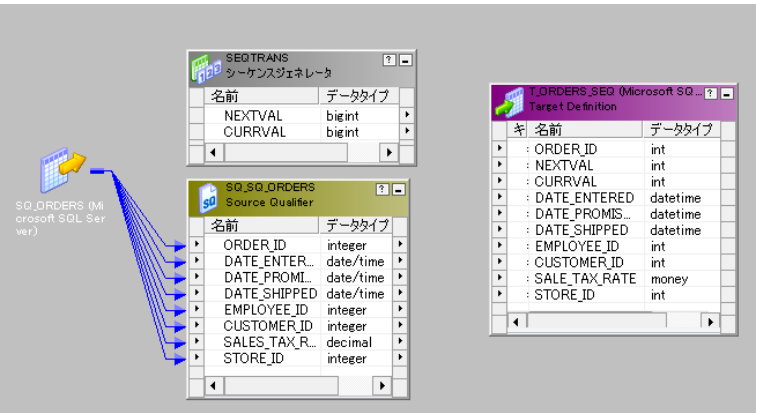 SEQTRANS
シーケンスジェネレータ
名前 データタイプ
NEXTVAL bigint
CURRVAL bigint
SQ_ORDERS (Mi
crosoft SQL Ser
ver)
SQ_SQ_ORDERS
Source Qualifier
名前 データタイプ
ORDER_ID integer
DATE_ENTER... date/time
DATE_PROMI... date/time
DATE_SHIPPED date/time
EMPLOYEE_ID integer
CUSTOMER_ID integer
SALES_TAX_R... decimal
STORE_ID integer
T_ORDERS_SEQ (Microsoft SQ...
Target Definition
キ 名前 データタイプ
ORDER_ID int
NEXTVAL int
CURRVAL int
DATE_ENTERED datetime
DATE_PROMIS... datetime
DATE_SHIPPED datetime
EMPLOYEE_ID int
CUSTOMER_ID int
SALE_TAX_RATE money
STORE_ID int